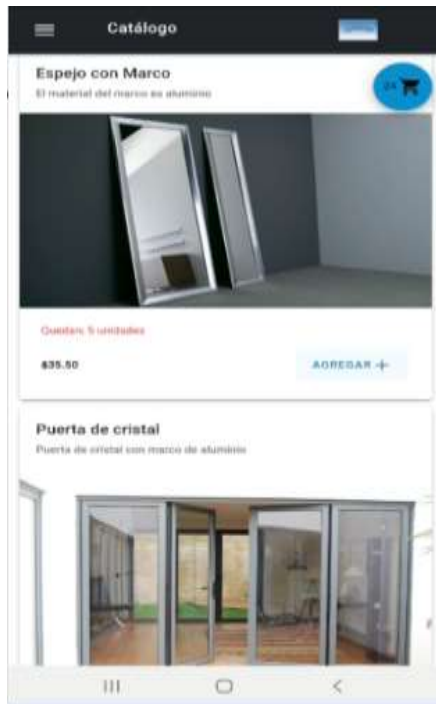 Catálogo
Espejo con Marco
El material del marco es aluminio
Quedan: 5 unidades
$35.50
AGREGAR +
Puerta de cristal
Puerta de cristal con marco de aluminio